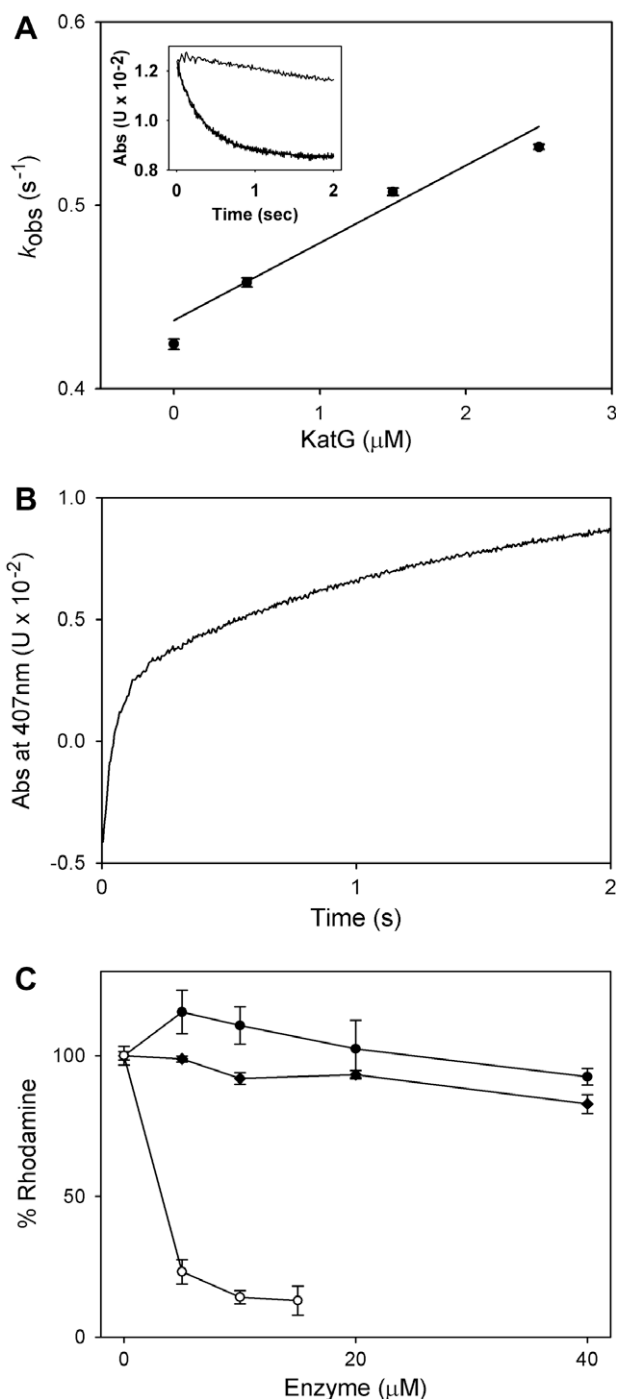 A
0.6
0.5
0.4
k_obs (s⁻¹)
1.2
1.0
0.8
Abs (U x 10⁻²)
0 1 2
Time (sec)
0 1 2 3
KatG (μM)
B
1.0
0.5
0.0
-0.5
Abs at 407nm (U x 10⁻²)
0 1 2
Time (s)
C
100
50
0
% Rhodamine
0 20 40
Enzyme (μM)